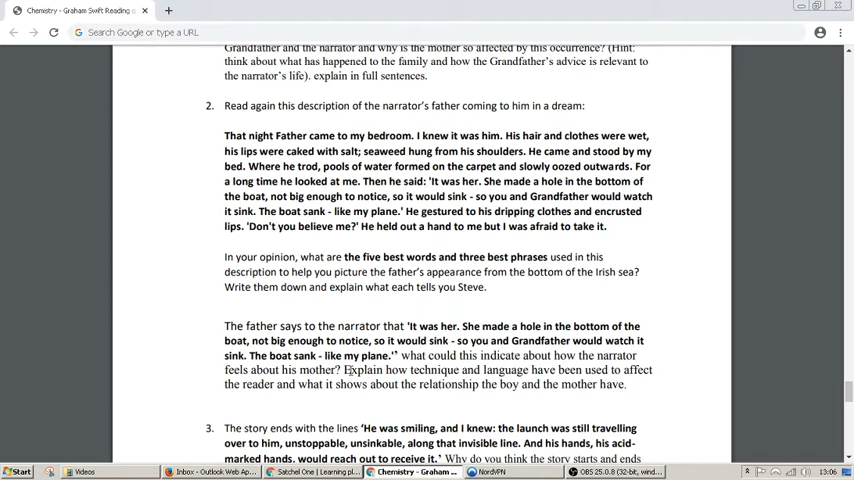 Chemistry - Graham Swift Reading q
Search Google or type a URL
Grandfather and the narrator and why is the mother so affected by this occurrence? (Hint:
think about what has happened to the family and how the Grandfather's advice is relevant to
the narrator's life). explain in full sentences.
2. Read again this description of the narrator's father coming to him in a dream:
That night Father came to my bedroom. I knew it was him. His hair and clothes were wet,
his lips were caked with salt; seaweed hung from his shoulders. He came and stood by my
bed. Where he trod, pools of water formed on the carpet and slowly oozed outwards. For
a long time he looked at me. Then he said: 'It was her. She made a hole in the bottom of
the boat, not big enough to notice, so it would sink - so you and Grandfather would watch
it sink. The boat sank - like my plane.' He gestured to his dripping clothes and encrusted
lips. 'Don't you believe me?' He held out a hand to me but I was afraid to take it.
In your opinion, what are the five best words and three best phrases used in this
description to help you picture the father's appearance from the bottom of the Irish sea?
Write them down and explain what each tells you Steve.
The father says to the narrator that 'It was her. She made a hole in the bottom of the
boat, not big enough to notice, so it would sink - so you and Grandfather would watch it
sink. The boat sank - like my plane.'' what could this indicate about how the narrator
feels about his mother? Explain how technique and language have been used to affect
the reader and what it shows about the relationship the boy and the mother have.
3. The story ends with the lines 'He was smiling, and I knew: the launch was still travelling
over to him, unstoppable, unsinkable, along that invisible line. And his hands, his acid-
marked hands, would reach out to receive it.' Why do you think the story starts and ends
Start
Videos
Inbox - Outlook Web Ap...
Satchel One | Learning pl...
Chemistry - Graham ...
NordVPN
OBS 25.0.8 (32-bit, wind...
13:06